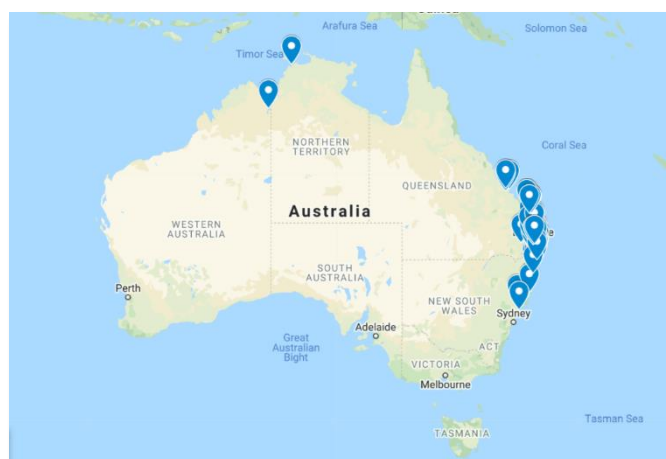 Arafura Sea
Solomon Sea
Timor Sea
Coral Sea
NORTHERN
TERRITORY
QUEENSLAND
Australia
WESTERN
AUSTRALIA
SOUTH
AUSTRALIA
Perth
NEW SOUTH
WALES
Sydney
Great
Australian
Bight
Adelaide
ACT
VICTORIA
Melbourne
Tasman Sea
TASMANIA